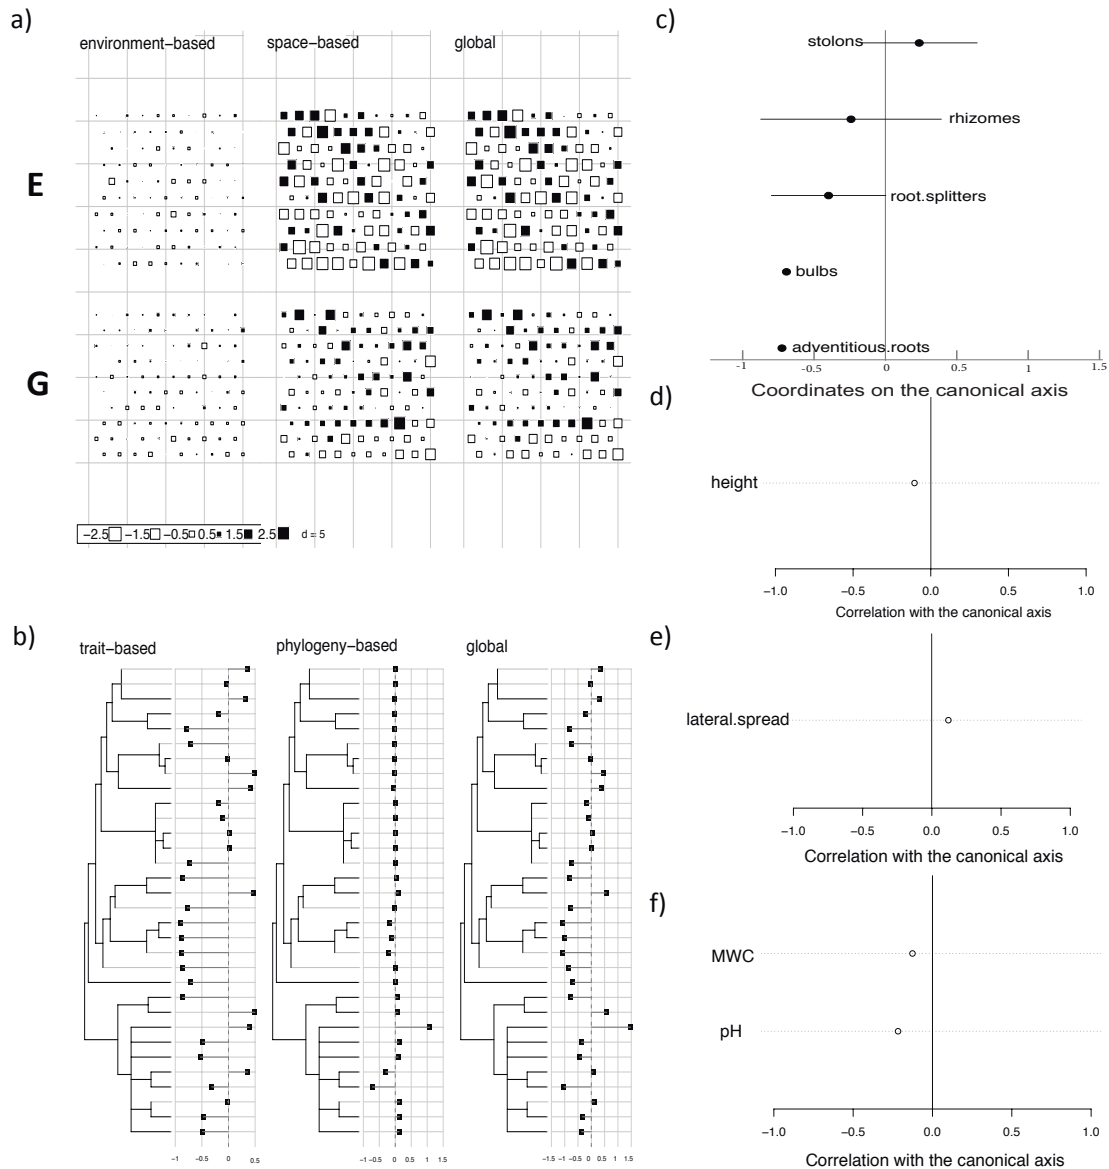 a)
environment−based space−based global
E
G
−2.5 −1.5 −0.5 0.5 1.5 2.5 d = 5
b)
trait−based phylogeny−based global
−1 −0.5 0 0.5 −1 −0.5 0 0.5 1 1.5 −1.5 −1 −0.5 0 0.5 1 1.5
c)
stolons
rhizomes
root.splitters
bulbs
adventitious.roots
−1 −0.5 0 0.5 1 1.5
Coordinates on the canonical axis
d)
height
−1.0 −0.5 0.0 0.5 1.0
Correlation with the canonical axis
e)
lateral.spread
−1.0 −0.5 0.0 0.5 1.0
Correlation with the canonical axis
f)
MWC
pH
−1.0 −0.5 0.0 0.5 1.0
Correlation with the canonical axis